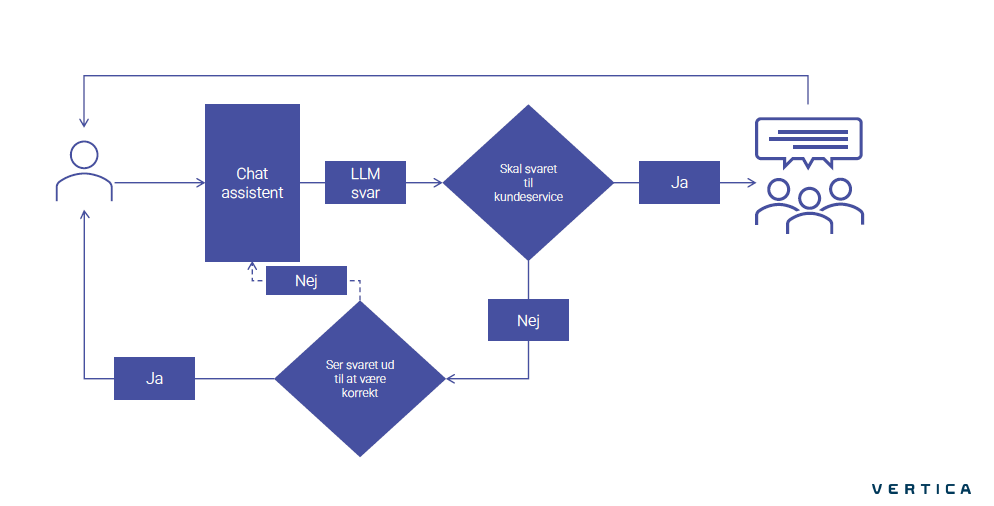 Chat
assistent
LLM
svar
Skal svaret
til
kundeservice
Ja
Nej
Nej
Ser svaret ud
til at være
korrekt
Ja
VERTICA